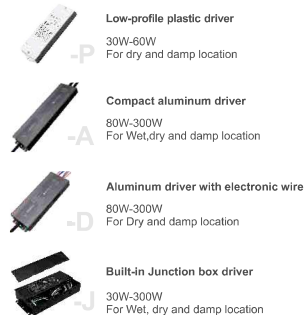 Low-profile plastic driver
30W-60W
For dry and damp location
-P
Compact aluminum driver
80W-300W
For Wet,dry and damp location
-A
Aluminum driver with electronic wire
80W-300W
For Dry and damp location
-D
Built-in Junction box driver
30W-300W
For Wet, dry and damp location
-J